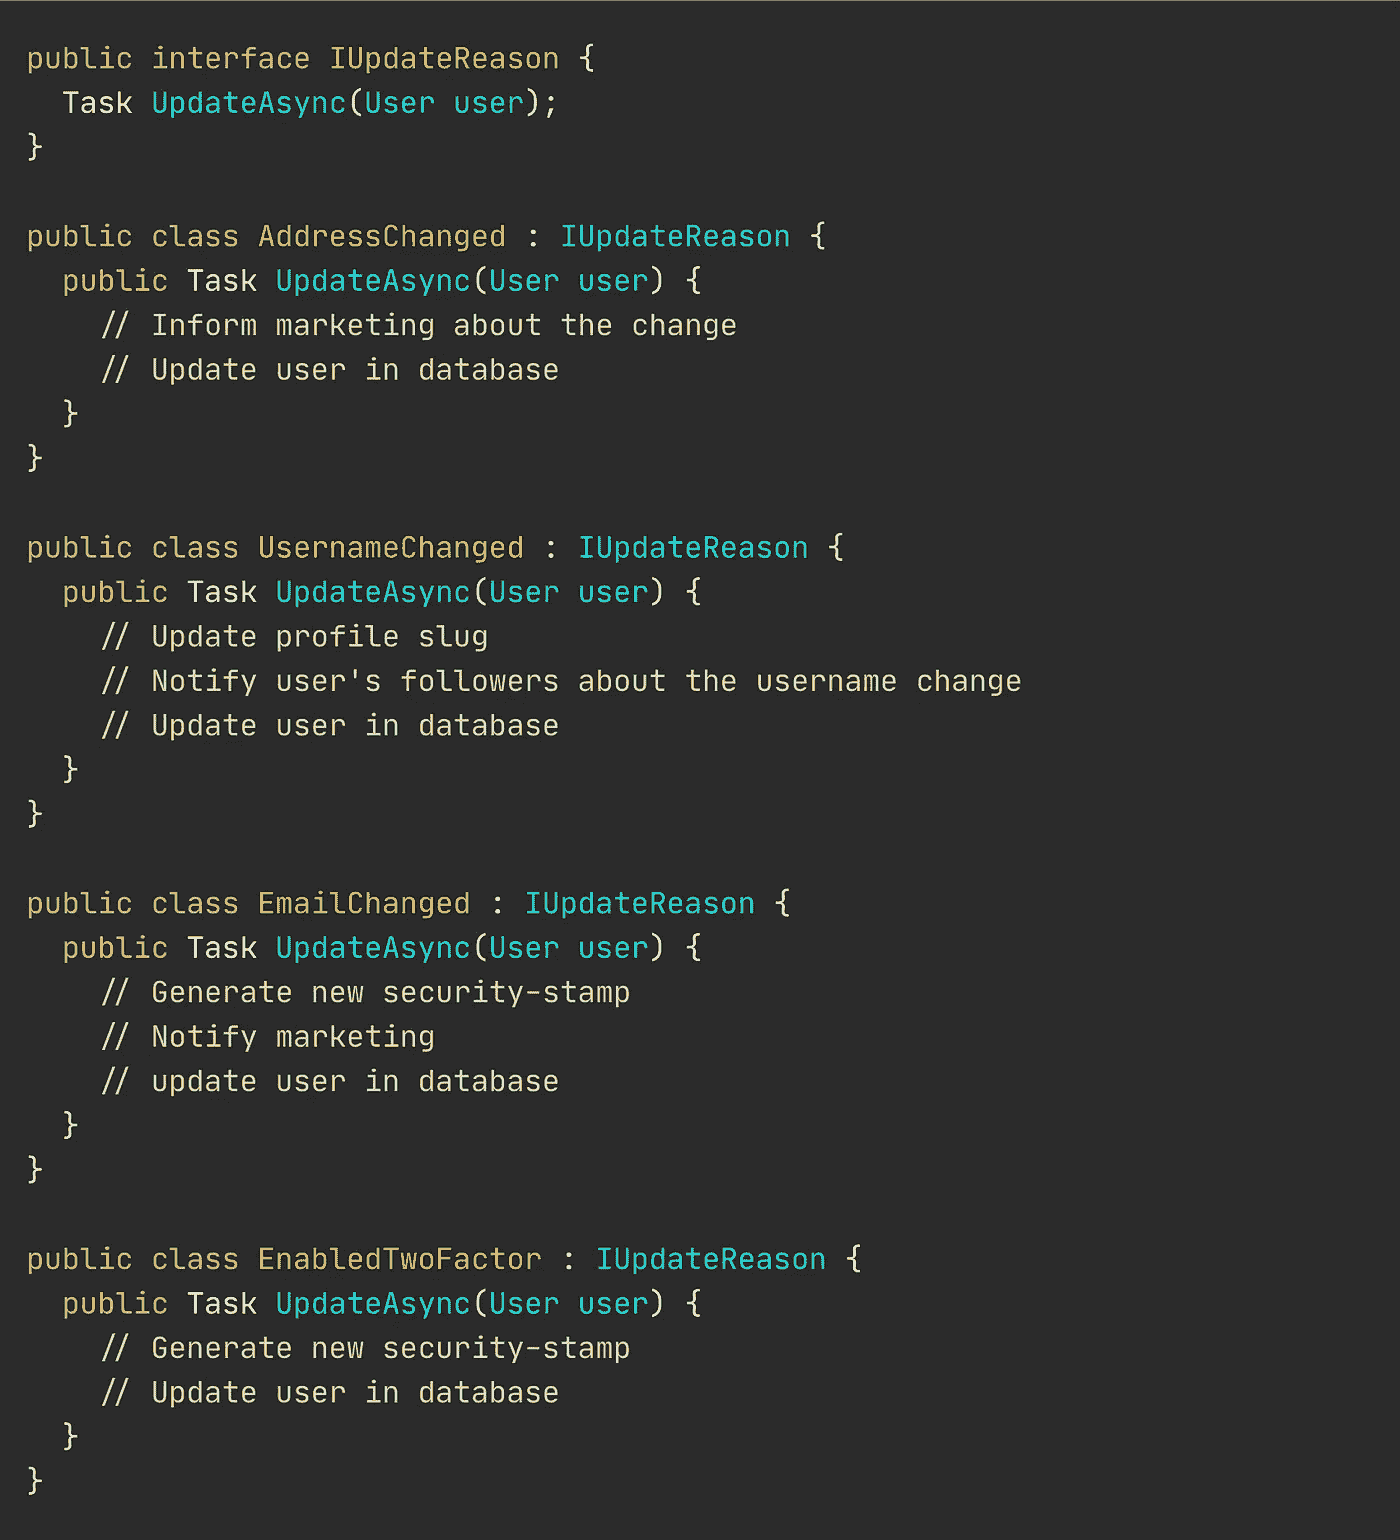 public interface IUpdateReason {
  Task UpdateAsync(User user);
}

public class AddressChanged : IUpdateReason {
  public Task UpdateAsync(User user) {
    // Inform marketing about the change
    // Update user in database
  }
}

public class UsernameChanged : IUpdateReason {
  public Task UpdateAsync(User user) {
    // Update profile slug
    // Notify user's followers about the username change
    // Update user in database
  }
}

public class EmailChanged : IUpdateReason {
  public Task UpdateAsync(User user) {
    // Generate new security-stamp
    // Notify marketing
    // update user in database
  }
}

public class EnabledTwoFactor : IUpdateReason {
  public Task UpdateAsync(User user) {
    // Generate new security-stamp
    // Update user in database
  }
}